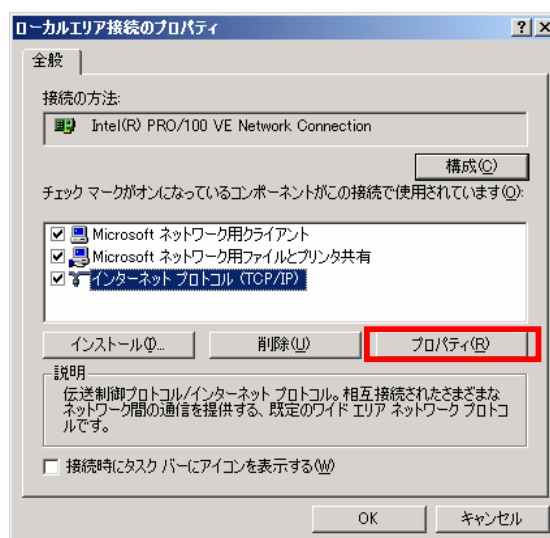 ローカルエリア接続のプロパティ ? ×
全般
接続の方法:
Intel(R) PRO/100 VE Network Connection
構成(C)
チェック マークがオンになっているコンポーネントがこの接続で使用されています(O):
Microsoft ネットワーク用クライアント
Microsoft ネットワーク用ファイルとプリンタ共有
インターネット プロトコル (TCP/IP)
インストール(I)... 削除(U) プロパティ(R)
説明
伝送制御プロトコル/インターネット プロトコル。相互接続されたさまざまな
ネットワーク間の通信を提供する、既定のワイド エリア ネットワーク プロトコ
ルです。
接続時にタスク バーにアイコンを表示する(W)
OK キャンセル